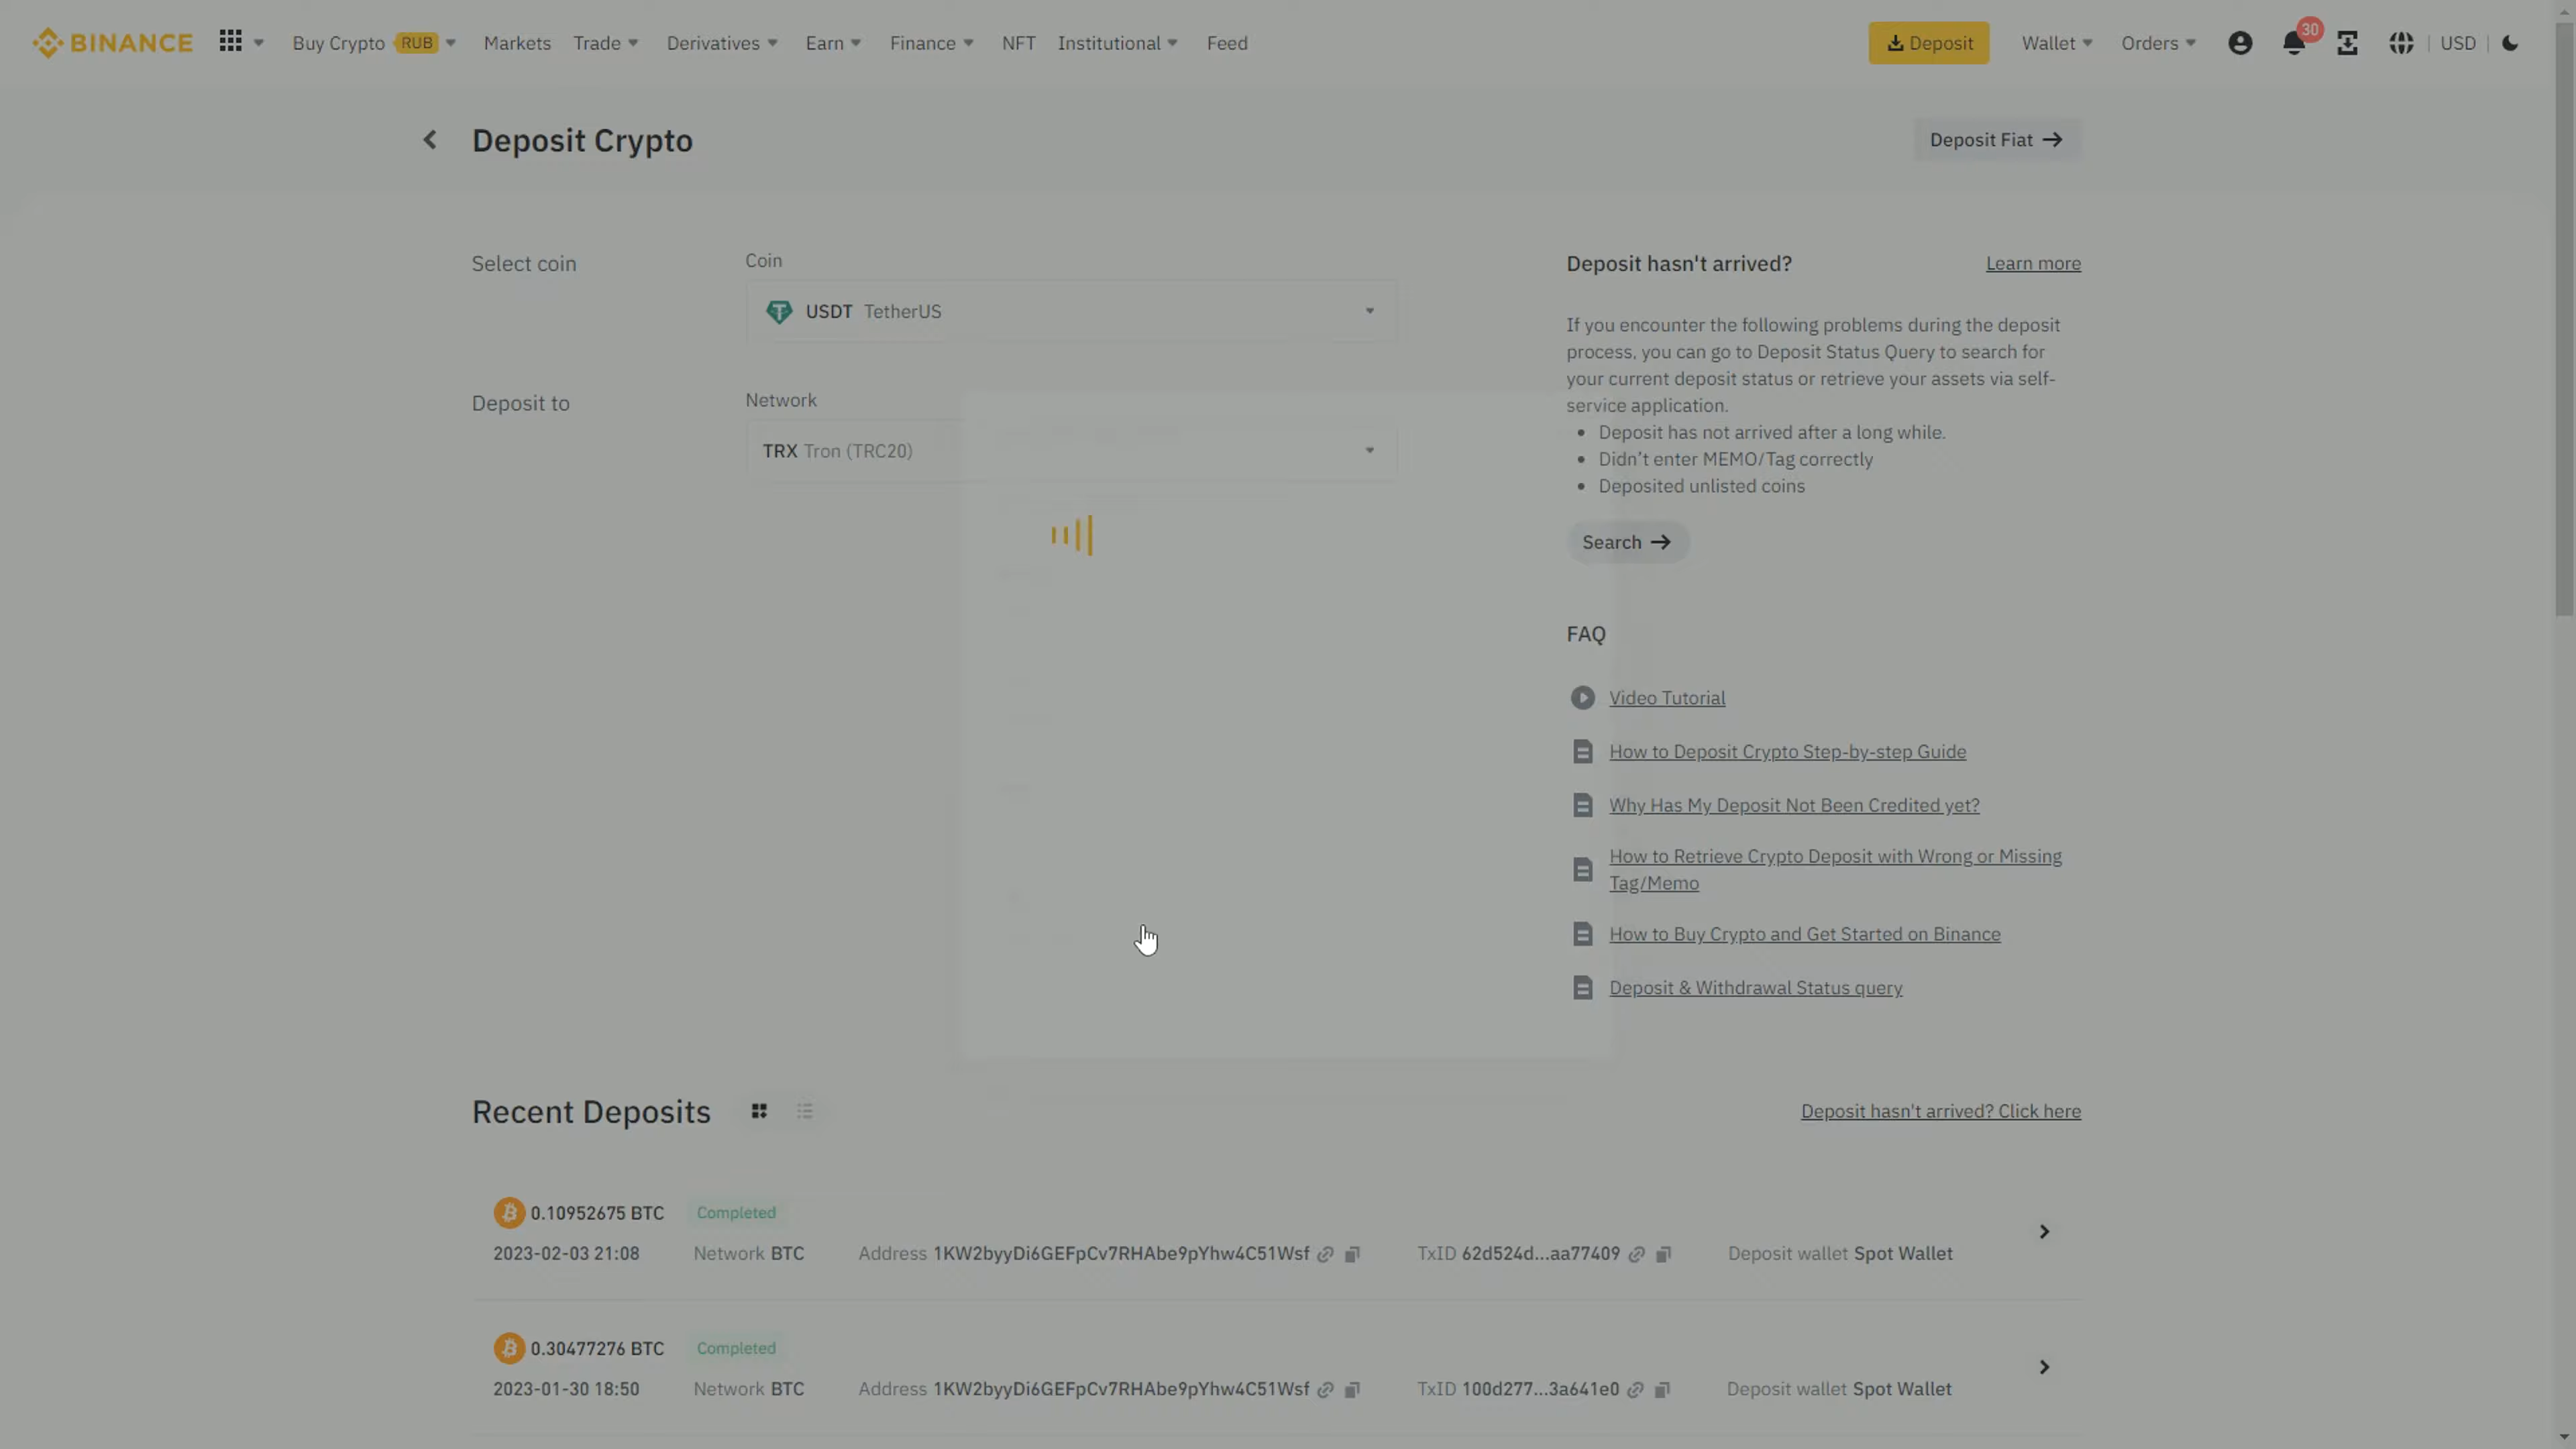 BINANCE Buy Crypto RUB Markets Trade Derivatives Earn Finance NFT Institutional Feed Deposit Wallet Orders 30 USD
Deposit Crypto
Deposit Fiat →
Select coin
Coin
USDT TetherUS
Deposit to
Network
TRX Tron (TRC20)
Deposit hasn't arrived? Learn more
If you encounter the following problems during the deposit
process, you can go to Deposit Status Query to search for
your current deposit status or retrieve your assets via self-
service application.
• Deposit has not arrived after a long while.
• Didn't enter MEMO/Tag correctly
• Deposited unlisted coins
Search →
FAQ
Video Tutorial
How to Deposit Crypto Step-by-step Guide
Why Has My Deposit Not Been Credited yet?
How to Retrieve Crypto Deposit with Wrong or Missing
Tag/Memo
How to Buy Crypto and Get Started on Binance
Deposit & Withdrawal Status query
Recent Deposits
Deposit hasn't arrived? Click here
0.10952675 BTC Completed
2023-02-03 21:08 Network BTC Address 1KW2byyDi6GEFpCv7RHAbe9pYhw4C51Wsf TxID 62d524d...aa77409 Deposit wallet Spot Wallet
0.30477276 BTC Completed
2023-01-30 18:50 Network BTC Address 1KW2byyDi6GEFpCv7RHAbe9pYhw4C51Wsf TxID 100d277...3a641e0 Deposit wallet Spot Wallet